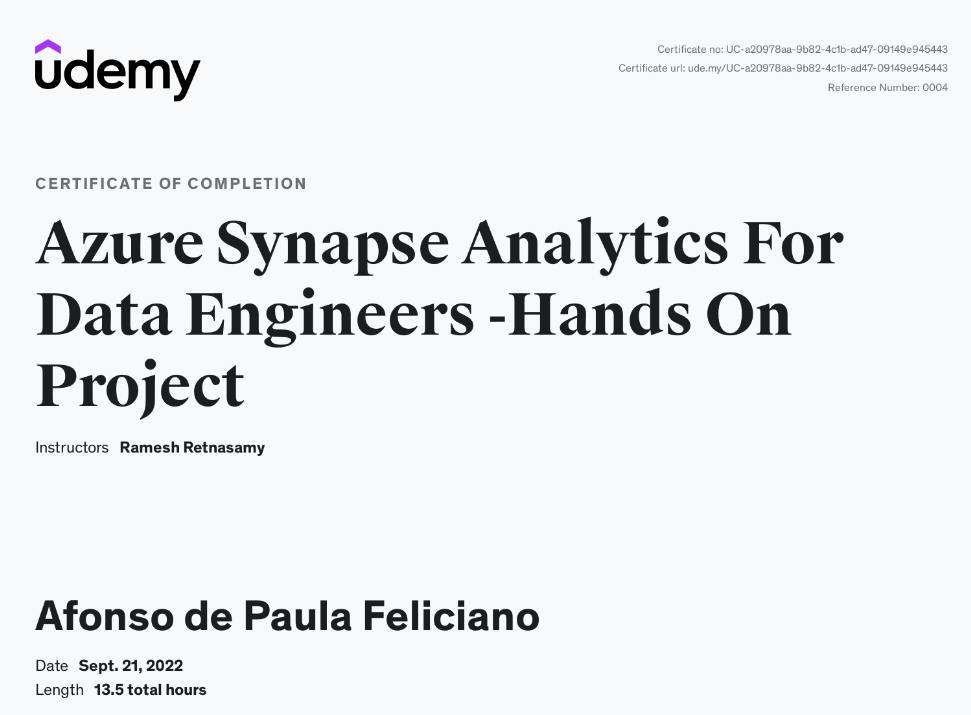 udemy
Certificate no: UC-a20978aa-9b82-4c1b-ad47-09149e945443
Certificate url: ude.my/UC-a20978aa-9b82-4c1b-ad47-09149e945443
Reference Number: 0004
CERTIFICATE OF COMPLETION
Azure Synapse Analytics For
Data Engineers -Hands On
Project
Instructors Ramesh Retnasamy
Afonso de Paula Feliciano
Date Sept. 21, 2022
Length 13.5 total hours